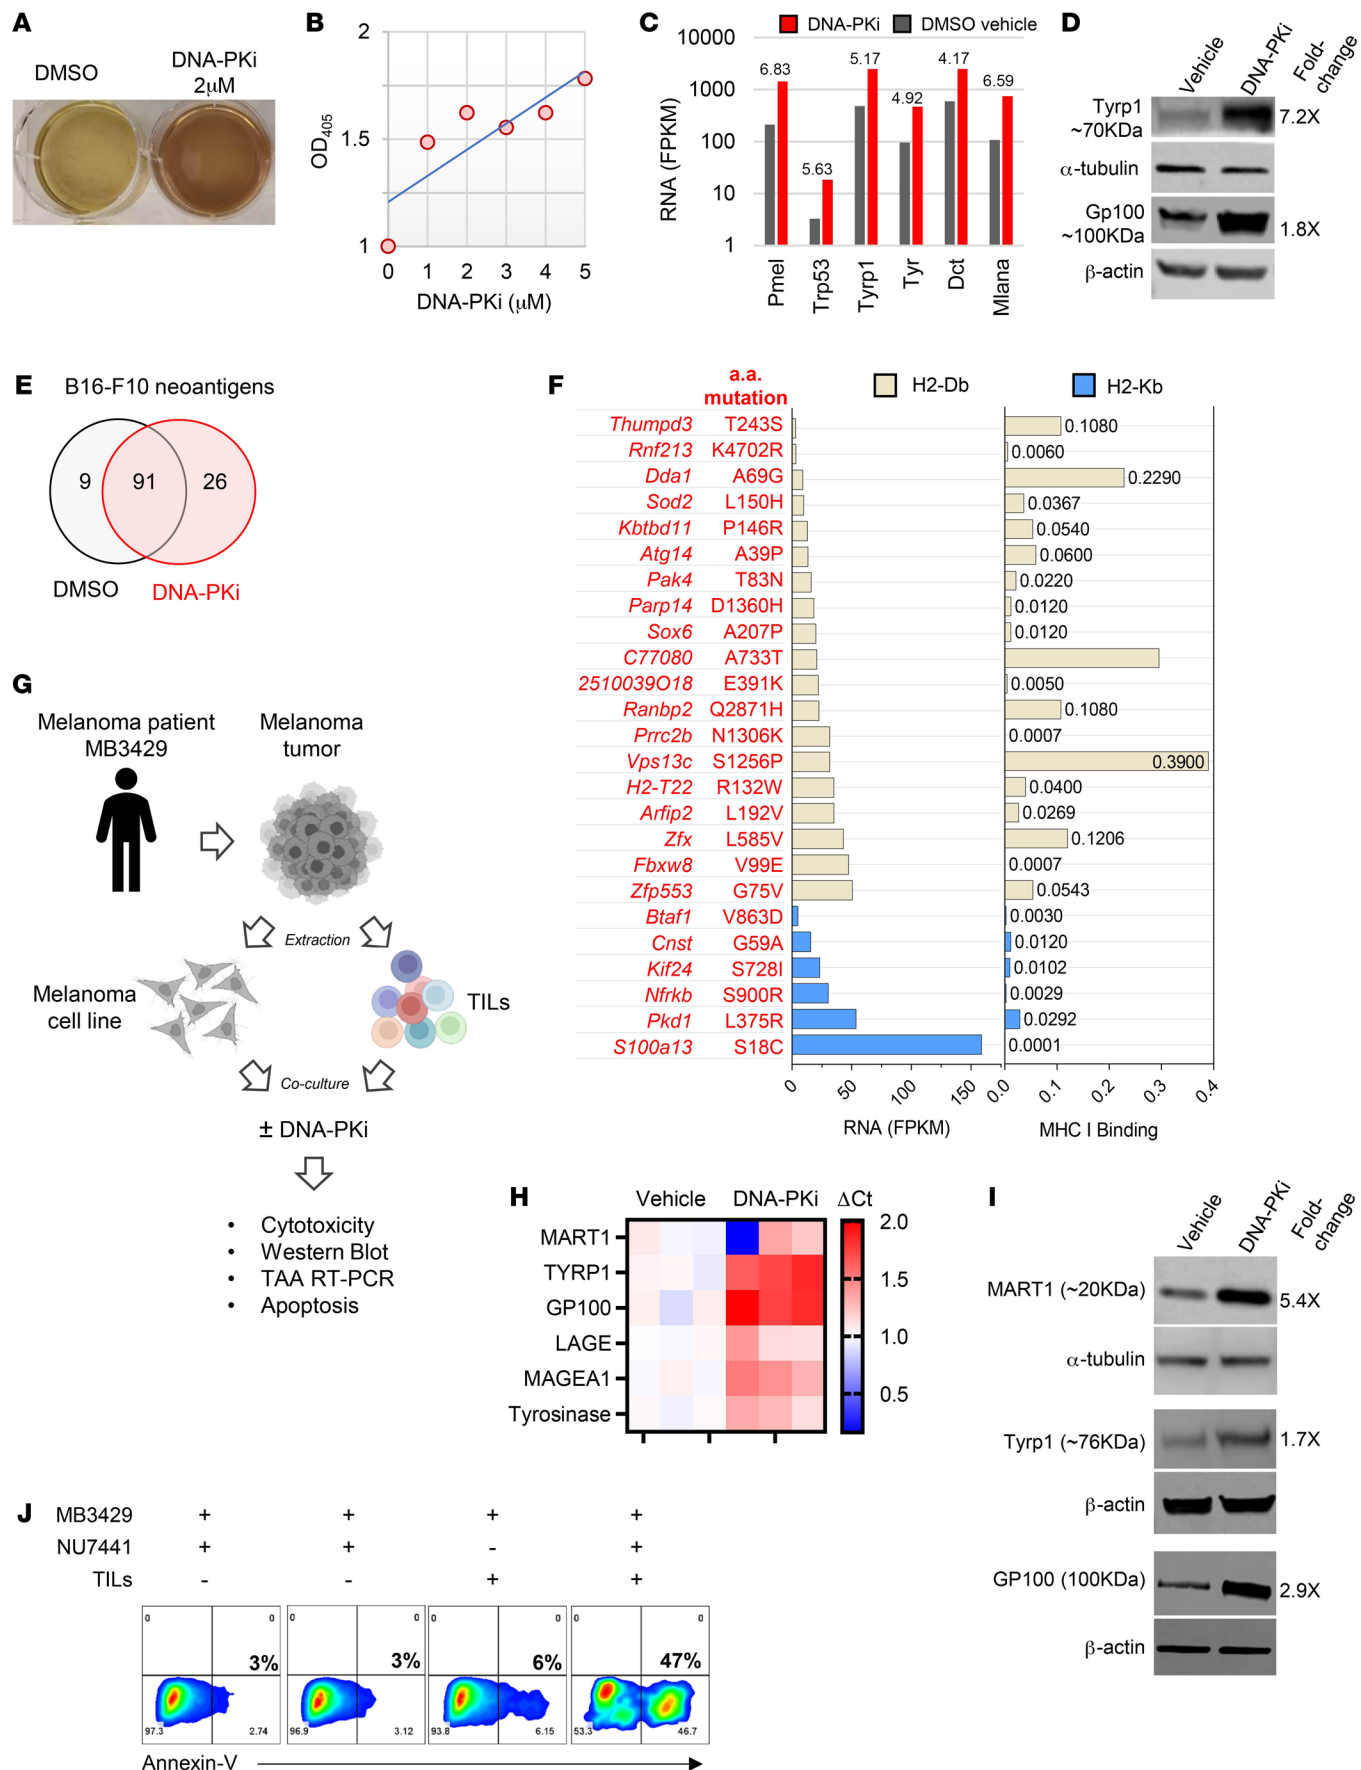 A
DMSO
DNA-PKi
2μM
B
2
1.5
1
OD405
0 1 2 3 4 5
DNA-PKi (μM)
C
DNA-PKi DMSO vehicle
10000
1000
100
10
1
RNA (FPKM)
6.83
5.63
5.17
4.92
4.17
6.59
Pmel
Trp53
Tyrp1
Tyr
Dct
Mlana
D
Vehicle
DNA-PKi
Fold-
change
Tyrp1
~70KDa
7.2X
α-tubulin
Gp100
~100KDa
1.8X
β-actin
E
B16-F10 neoantigens
9 91 26
DMSO DNA-PKi
F
a.a.
mutation
H2-Db H2-Kb
Thumpd3 T243S 0.1080
Rnf213 K4702R 0.0060
Dda1 A69G 0.2290
Sod2 L150H 0.0367
Kbtbd11 P146R 0.0540
Atg14 A39P 0.0600
Pak4 T83N 0.0220
Parp14 D1360H 0.0120
Sox6 A207P 0.0120
C77080 A733T
2510039O18 E391K 0.0050
Ranbp2 Q2871H 0.1080
Prrc2b N1306K 0.0007
Vps13c S1256P 0.3900
H2-T22 R132W 0.0400
Arfip2 L192V 0.0269
Zfx L585V 0.1206
Fbxw8 V99E 0.0007
Zfp553 G75V 0.0543
Btaf1 V863D 0.0030
Cnst G59A 0.0120
Kif24 S728I 0.0102
Nfrkb S900R 0.0029
Pkd1 L375R 0.0292
S100a13 S18C 0.0001
0 50 100 150 0.0 0.1 0.2 0.3 0.4
RNA (FPKM) MHC I Binding
G
Melanoma patient
MB3429
Melanoma
tumor
Extraction
Melanoma
cell line
TILs
Co-culture
± DNA-PKi
• Cytotoxicity
• Western Blot
• TAA RT-PCR
• Apoptosis
H
Vehicle DNA-PKi ΔCt
MART1
TYRP1
GP100
LAGE
MAGEA1
Tyrosinase
2.0
1.5
1.0
0.5
I
Vehicle
DNA-PKi
Fold-
change
MART1 (~20KDa) 5.4X
α-tubulin
Tyrp1 (~76KDa) 1.7X
β-actin
GP100 (100KDa) 2.9X
β-actin
J
MB3429 + + + +
NU7441 + + - +
TILs - - + +
0 0 0 0 0 0 0 0
3% 3% 6% 47%
97.3 2.74 96.9 3.12 93.8 6.15 53.3 46.7
Annexin-V